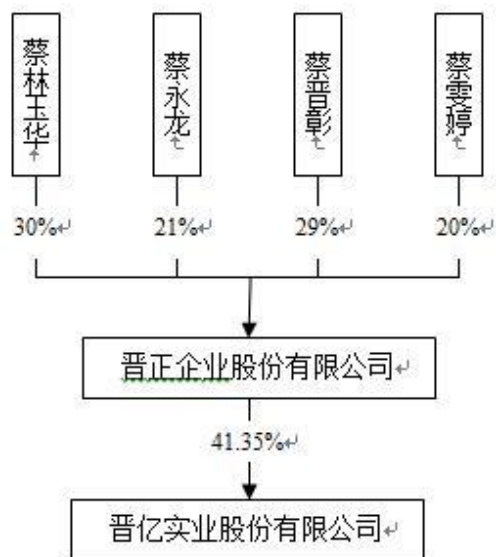 蔡林玉华
蔡永龙
蔡晋彰
蔡雯婷
30%
21%
29%
20%
晋正企业股份有限公司
41.35%
晋亿实业股份有限公司